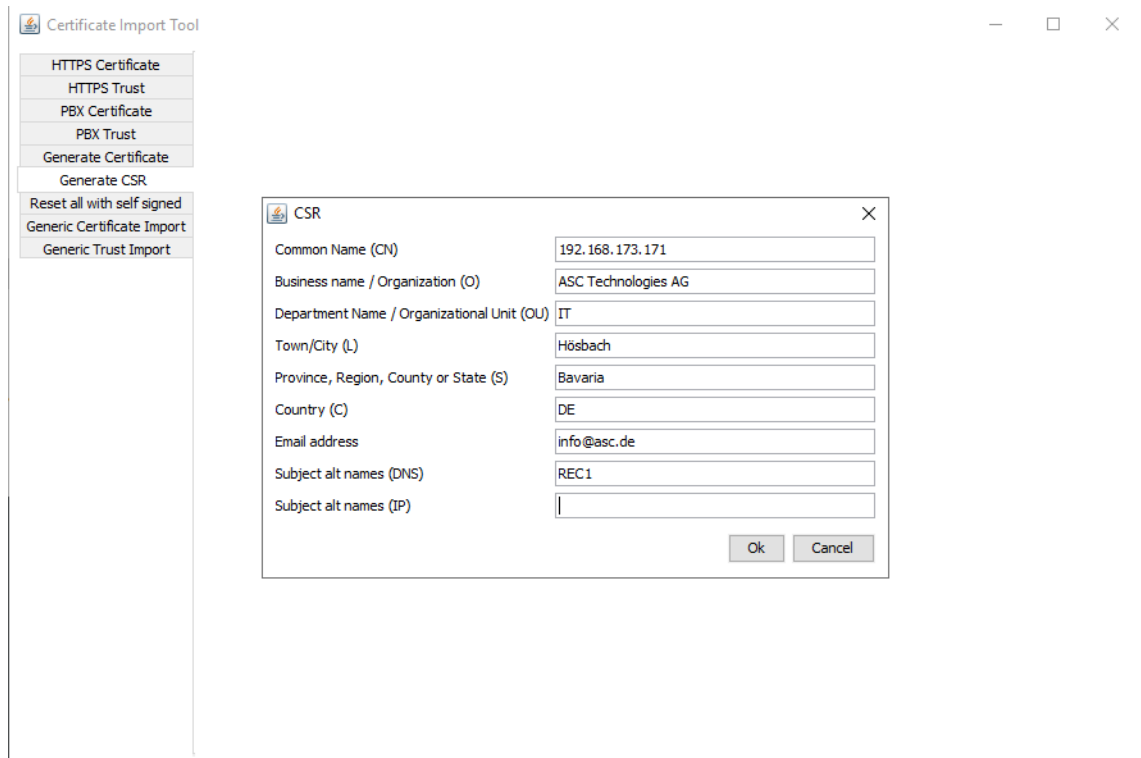 Certificate Import Tool
HTTPS Certificate
HTTPS Trust
PBX Certificate
PBX Trust
Generate Certificate
Generate CSR
Reset all with self signed
Generic Certificate Import
Generic Trust Import
CSR
Common Name (CN) 192.168.173.171
Business name / Organization (O) ASC Technologies AG
Department Name / Organizational Unit (OU) IT
Town/City (L) Hösbach
Province, Region, County or State (S) Bavaria
Country (C) DE
Email address info@asc.de
Subject alt names (DNS) REC1
Subject alt names (IP)
Ok Cancel